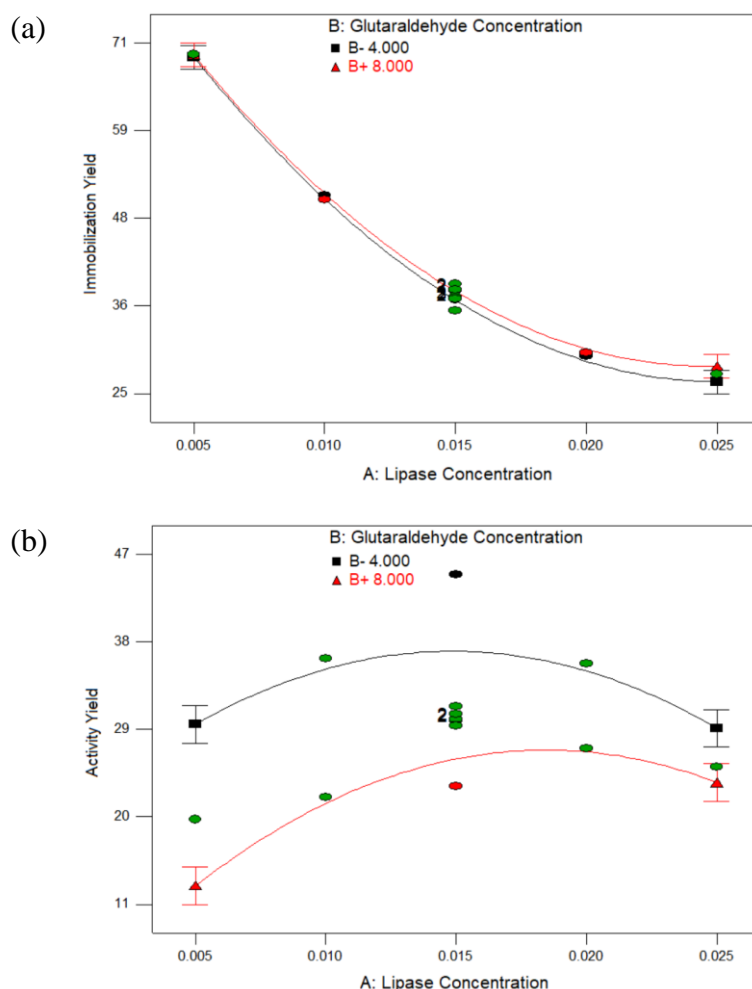 (a)
B: Glutaraldehyde Concentration
B- 4.000
B+ 8.000
71
59
48
36
25
Immobilization Yield
2
2
0.005 0.010 0.015 0.020 0.025
A: Lipase Concentration
(b)
B: Glutaraldehyde Concentration
B- 4.000
B+ 8.000
47
38
29
20
11
Activity Yield
2
0.005 0.010 0.015 0.020 0.025
A: Lipase Concentration